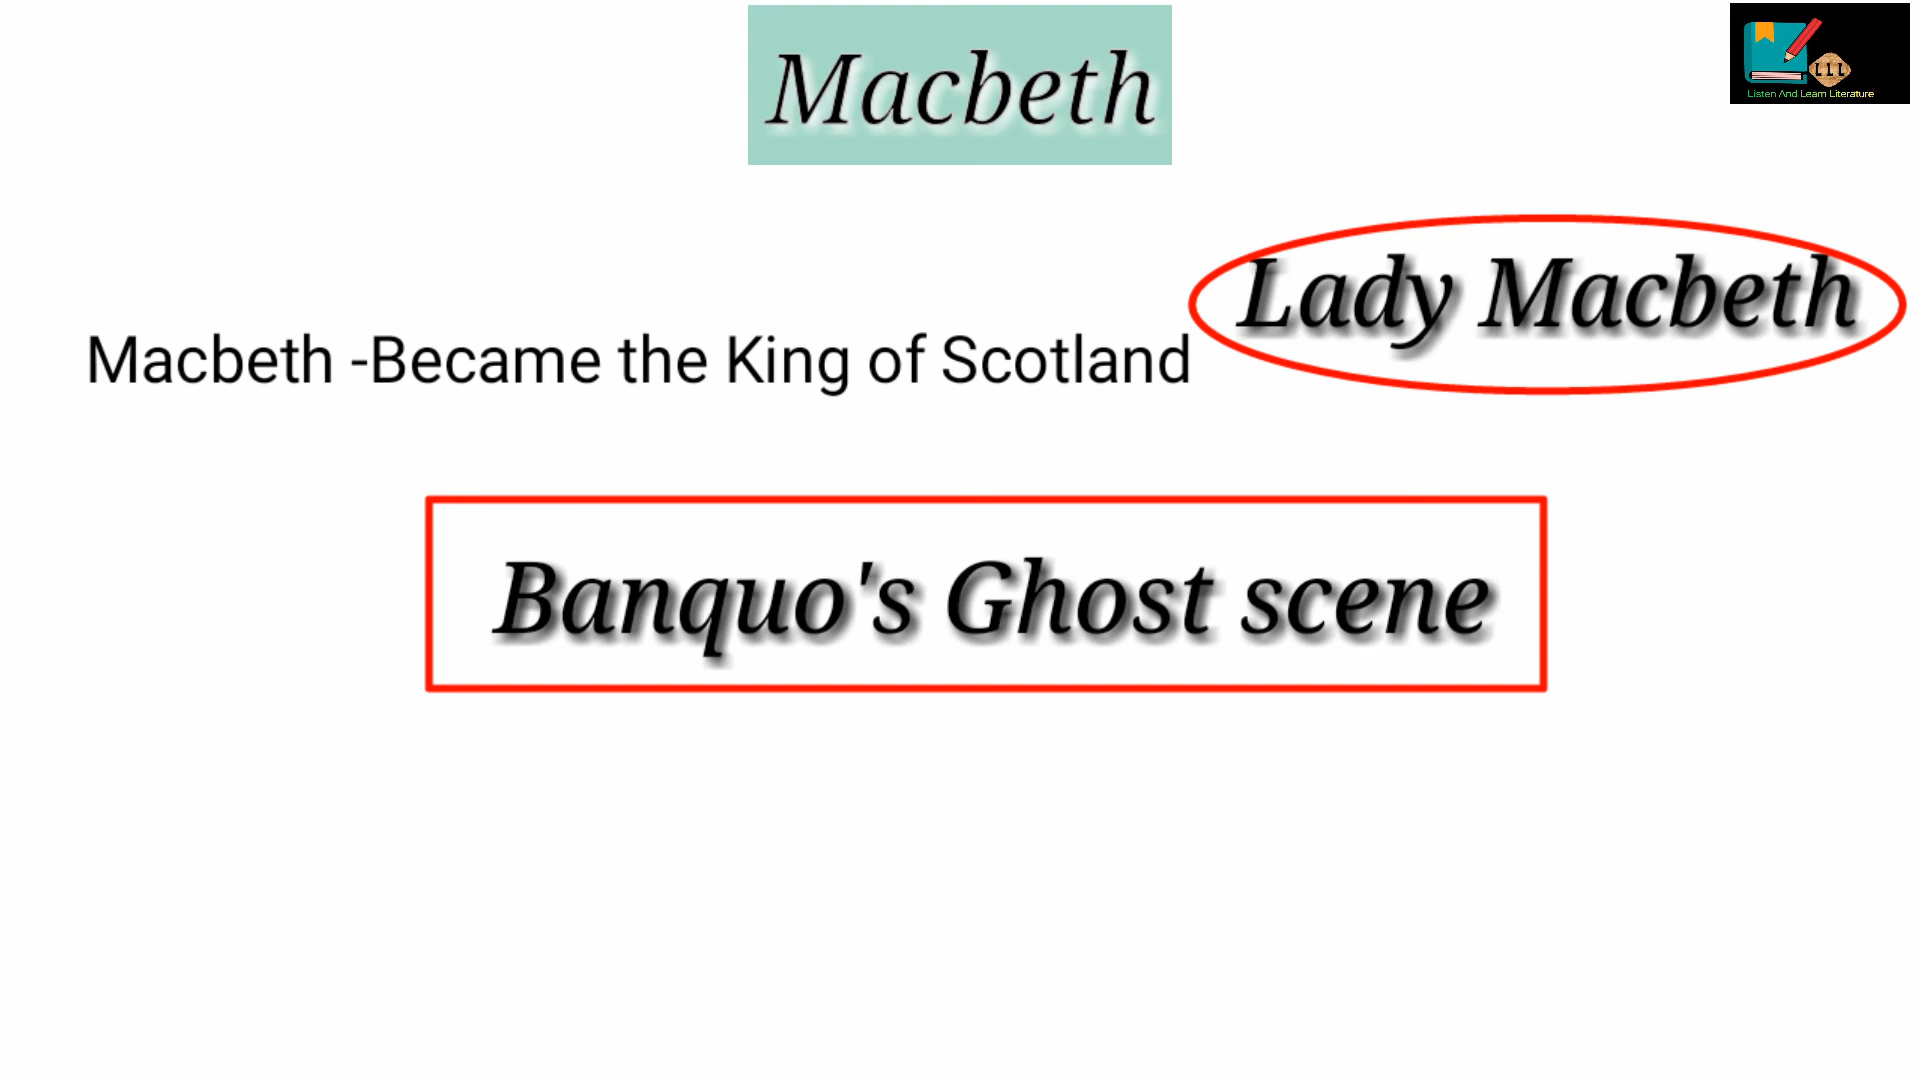 Macbeth
LLL
Listen And Learn Literature
Lady Macbeth
Macbeth -Became the King of Scotland
Banquo's Ghost scene